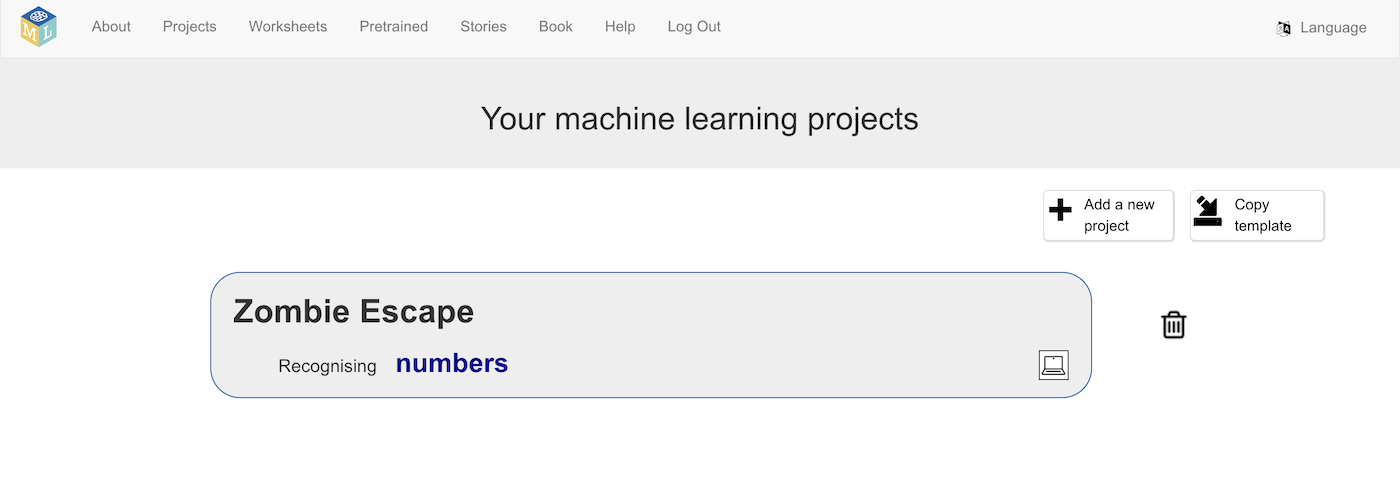 M L
About Projects Worksheets Pretrained Stories Book Help Log Out Language
Your machine learning projects
Add a new
project
Copy
template
Zombie Escape
Recognising numbers